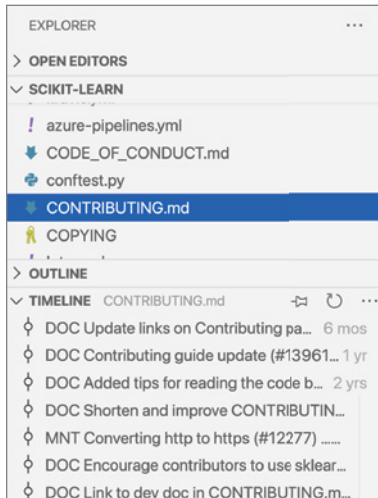 EXPLORER
OPEN EDITORS
SCIKIT-LEARN
azure-pipelines.yml
CODE_OF_CONDUCT.md
conftest.py
CONTRIBUTING.md
COPYING
OUTLINE
TIMELINE CONTRIBUTING.md
DOC Update links on Contributing pa... 6 mos
DOC Contributing guide update (#13961... 1 yr
DOC Added tips for reading the code b... 2 yrs
DOC Shorten and improve CONTRIBUTIN...
MNT Converting http to https (#12277) ......
DOC Encourage contributors to use sklear...
DOC Link to dev doc in CONTRIBUTING.m...